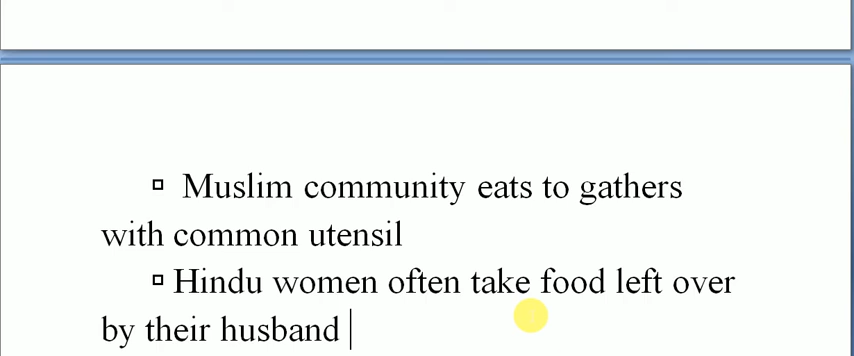 ▫ Muslim community eats to gathers
with common utensil
▫ Hindu women often take food left over
by their husband